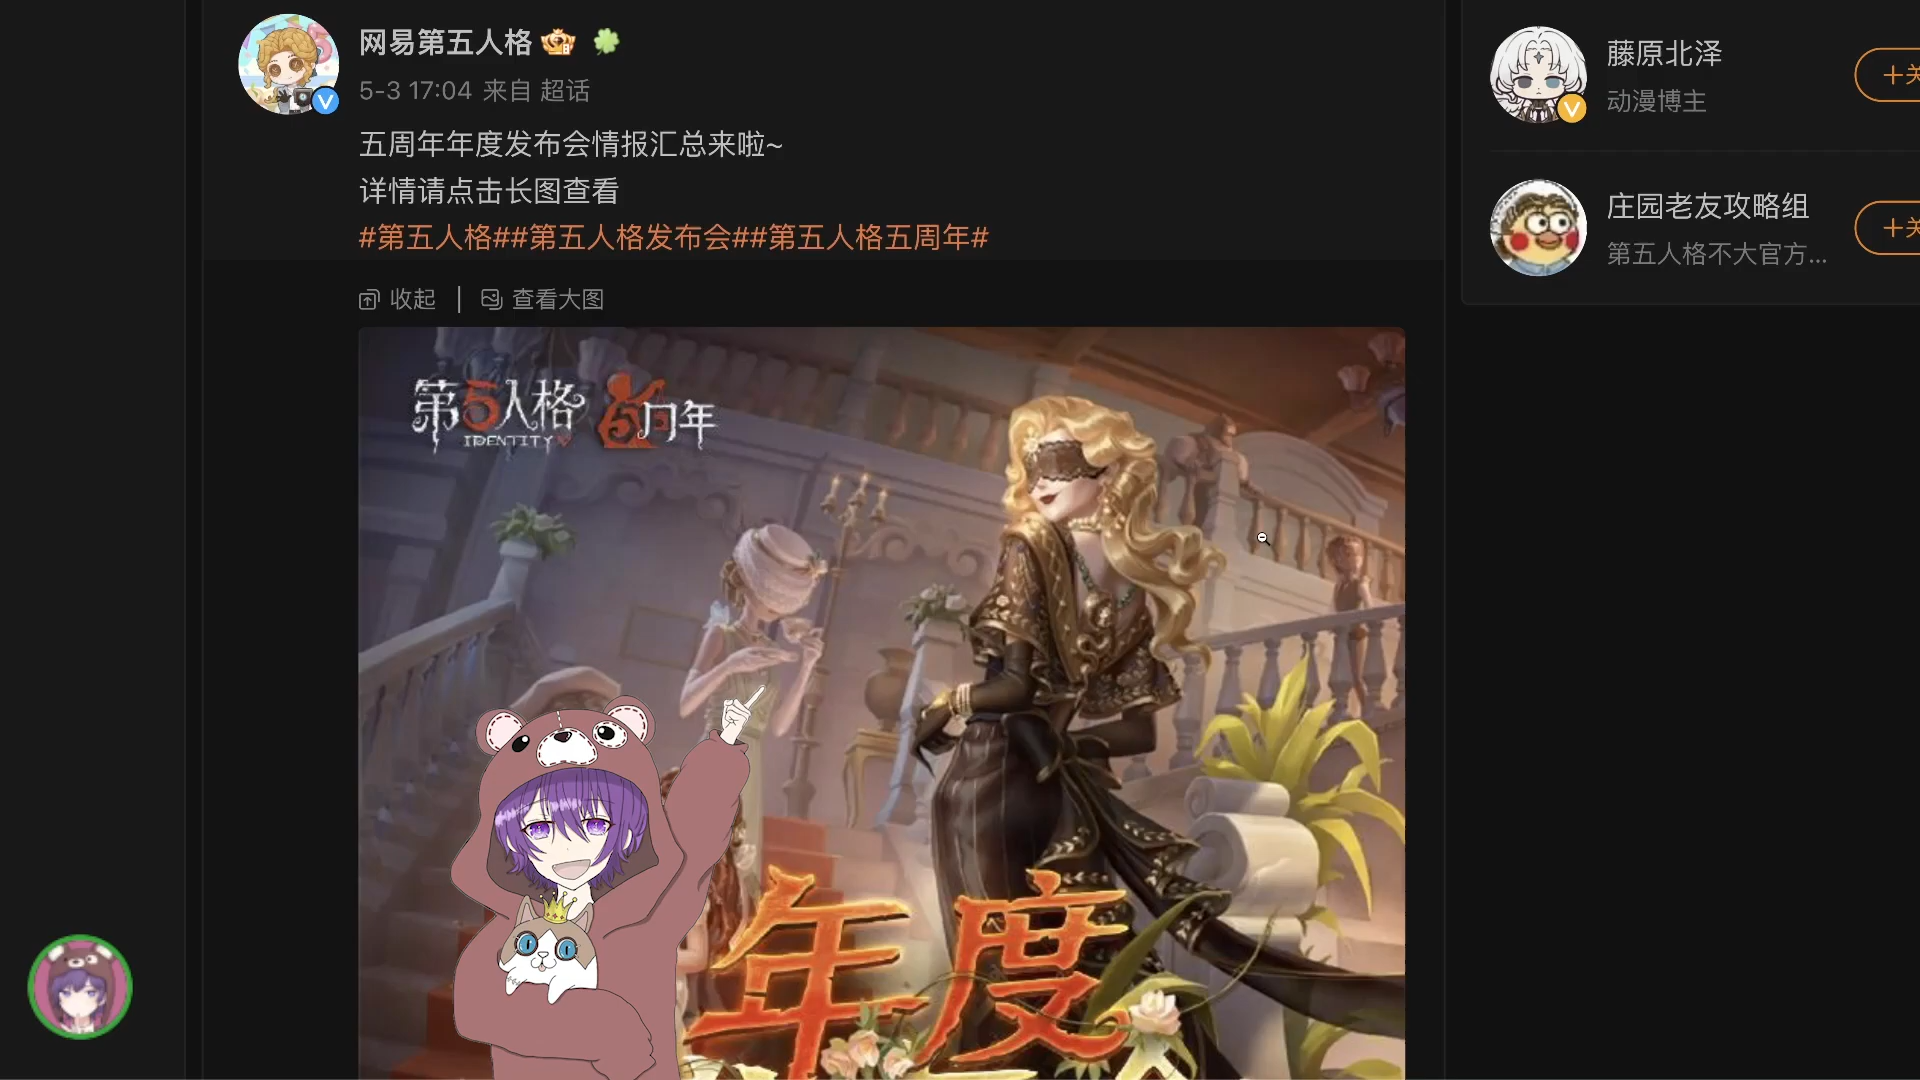 网易第五人格
5-3 17:04 来自 超话
五周年年度发布会情报汇总来啦~
详情请点击长图查看
#第五人格##第五人格发布会##第五人格五周年#
收起
查看大图
第5人格
IDENTITY
5周年
年度
藤原北泽
动漫博主
+关
庄园老友攻略组
第五人格不大官方...
+关